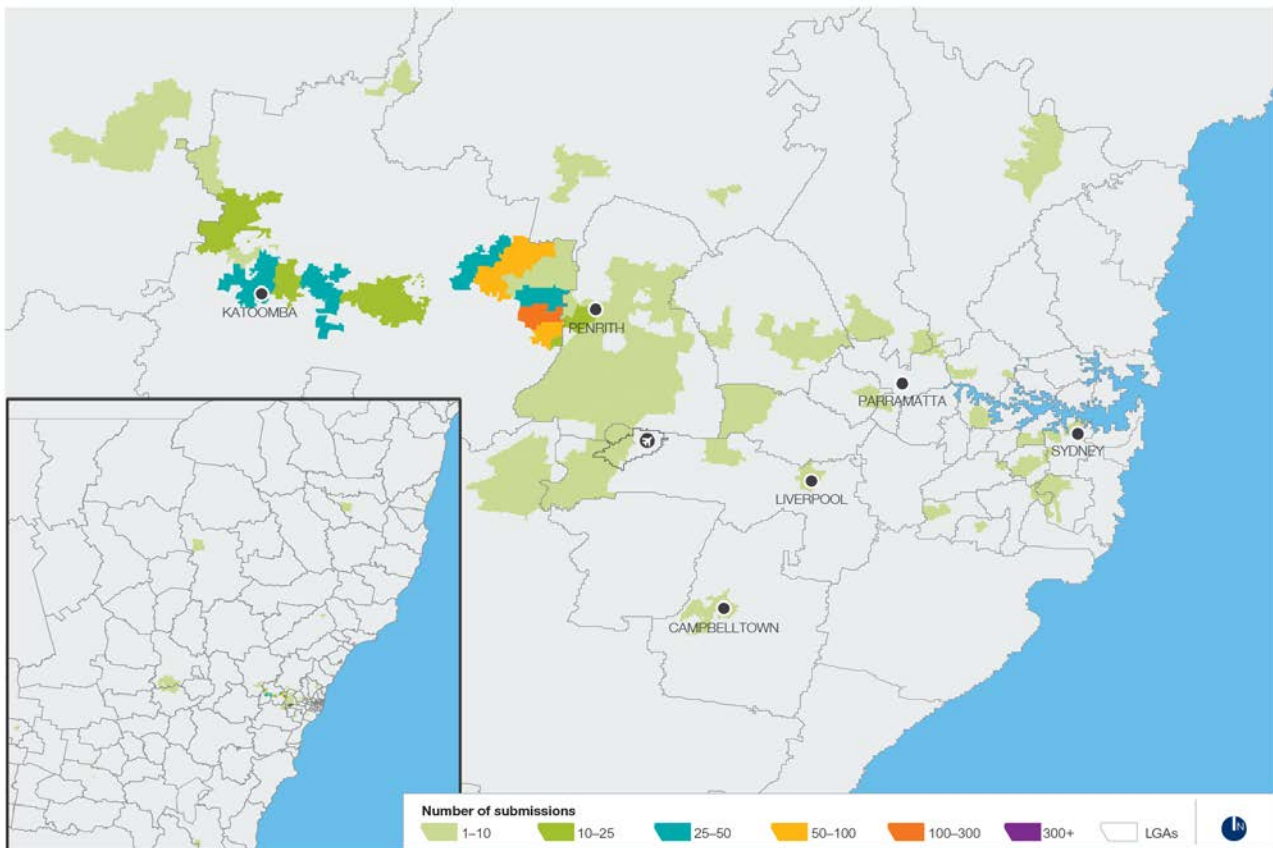 KATOOMBA
PENRITH
PARRAMATTA
SYDNEY
LIVERPOOL
CAMPBELLTOWN
Number of submissions
1–10
10–25
25–50
50–100
100–300
300+
LGAs
N